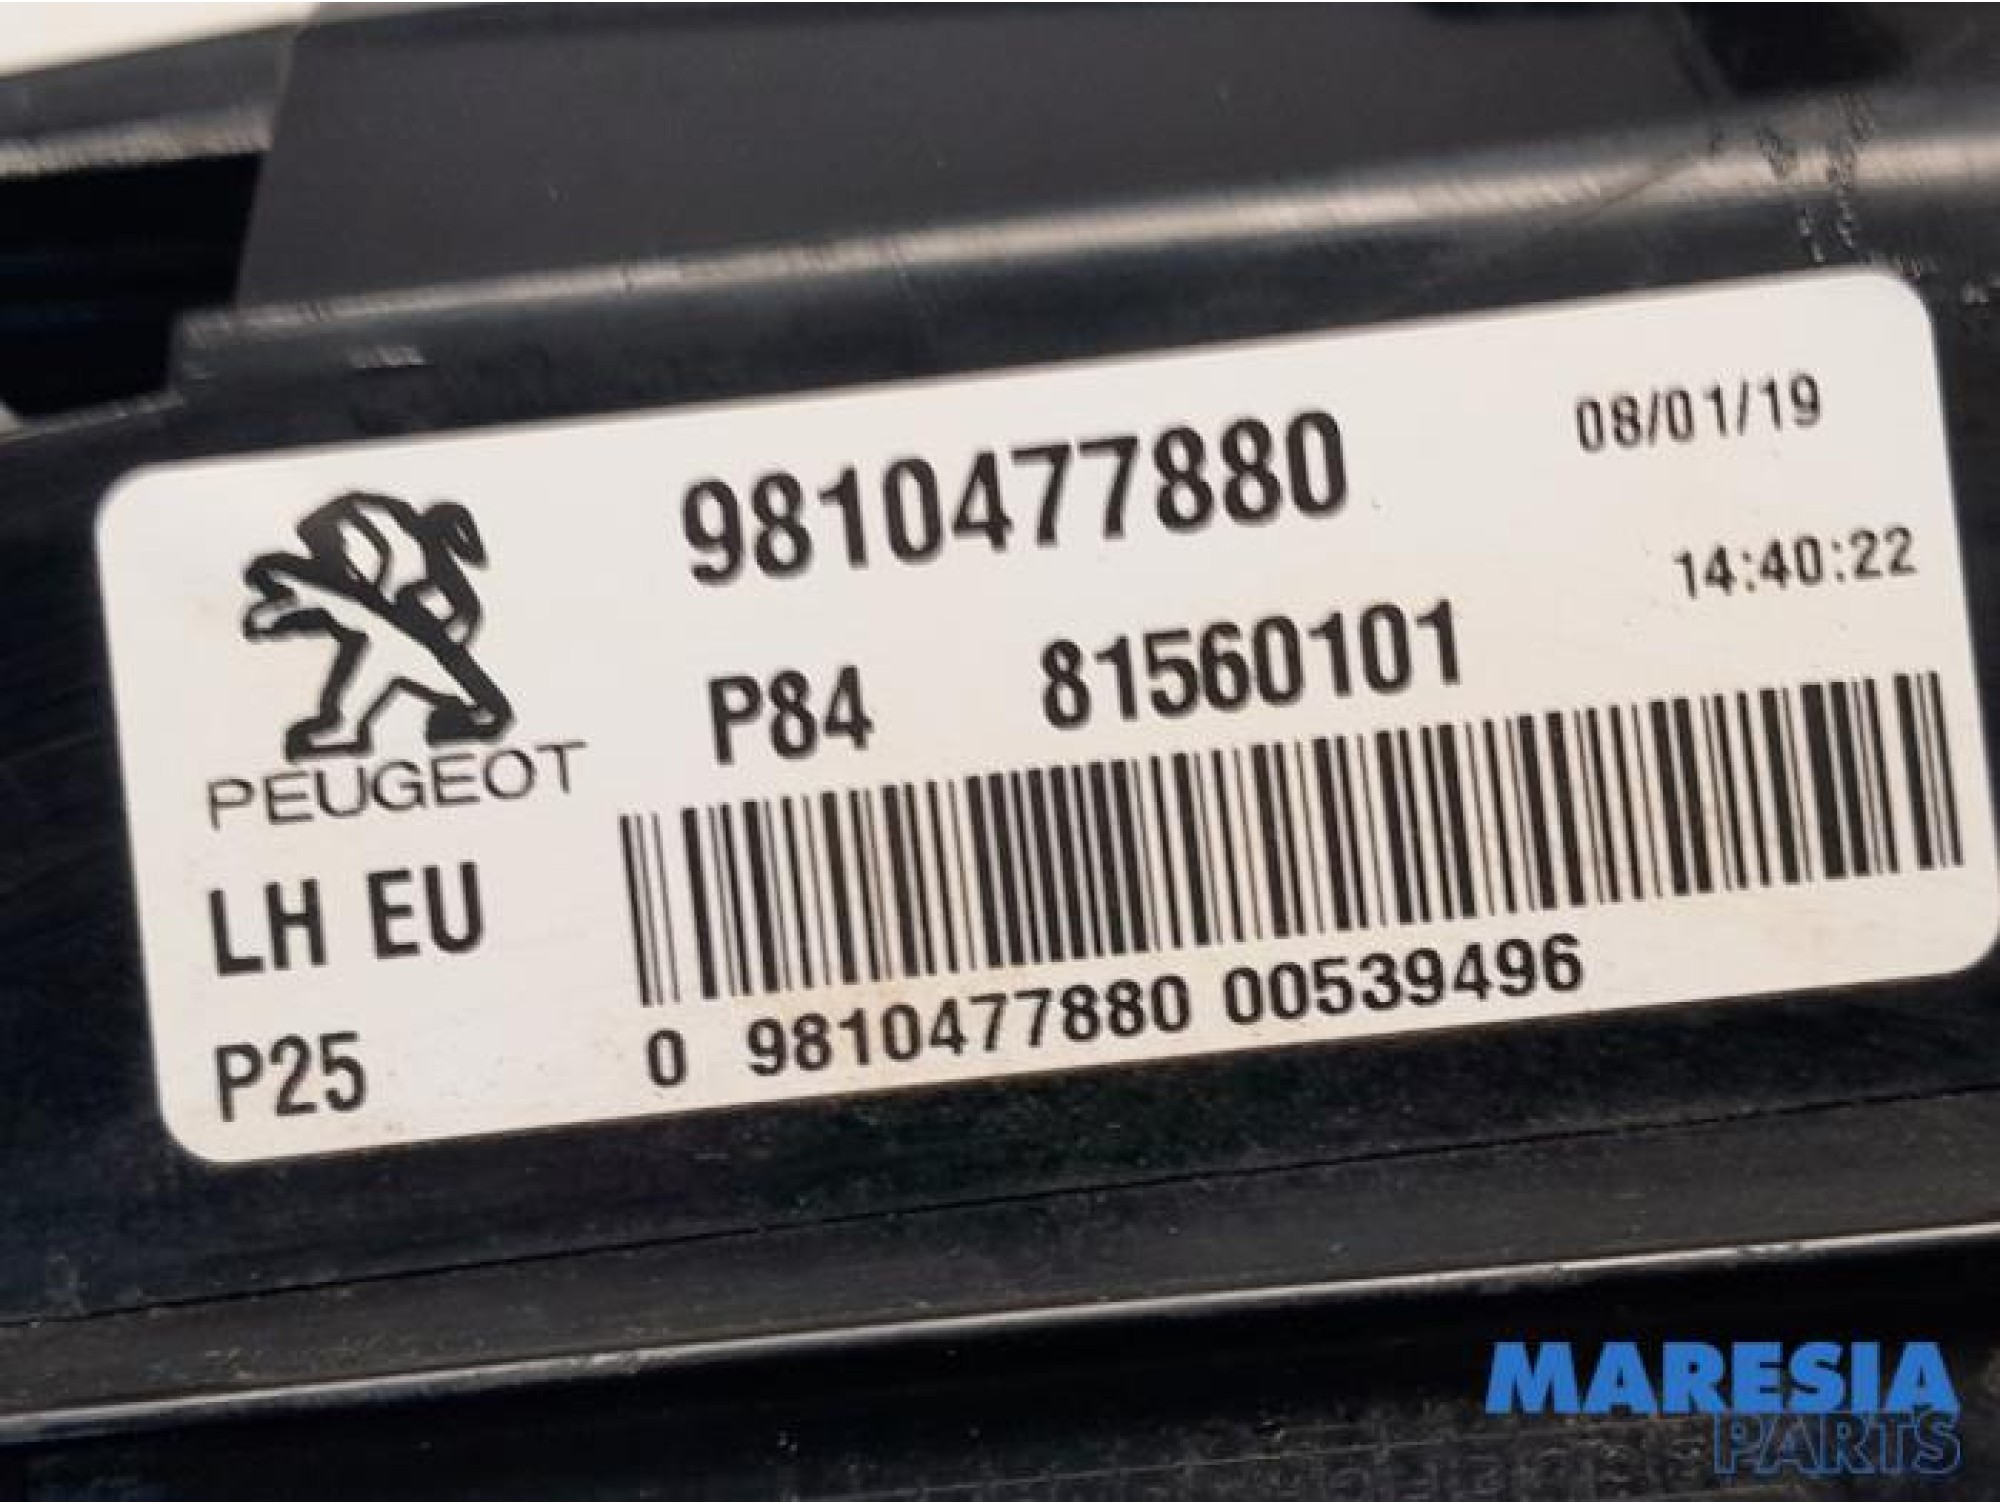 9810477880
08/01/19
14:40:22
P84 81560101
PEUGEOT
LH EU
P25
0 9810477880 00539496
MARESIA
PARTS